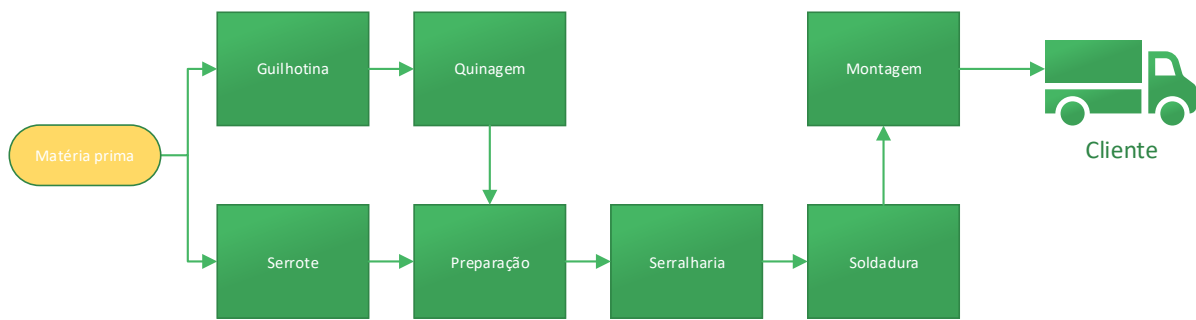 Guilhotina
Quinagem
Montagem
Matéria prima
Cliente
Serrote
Preparação
Serralharia
Soldadura